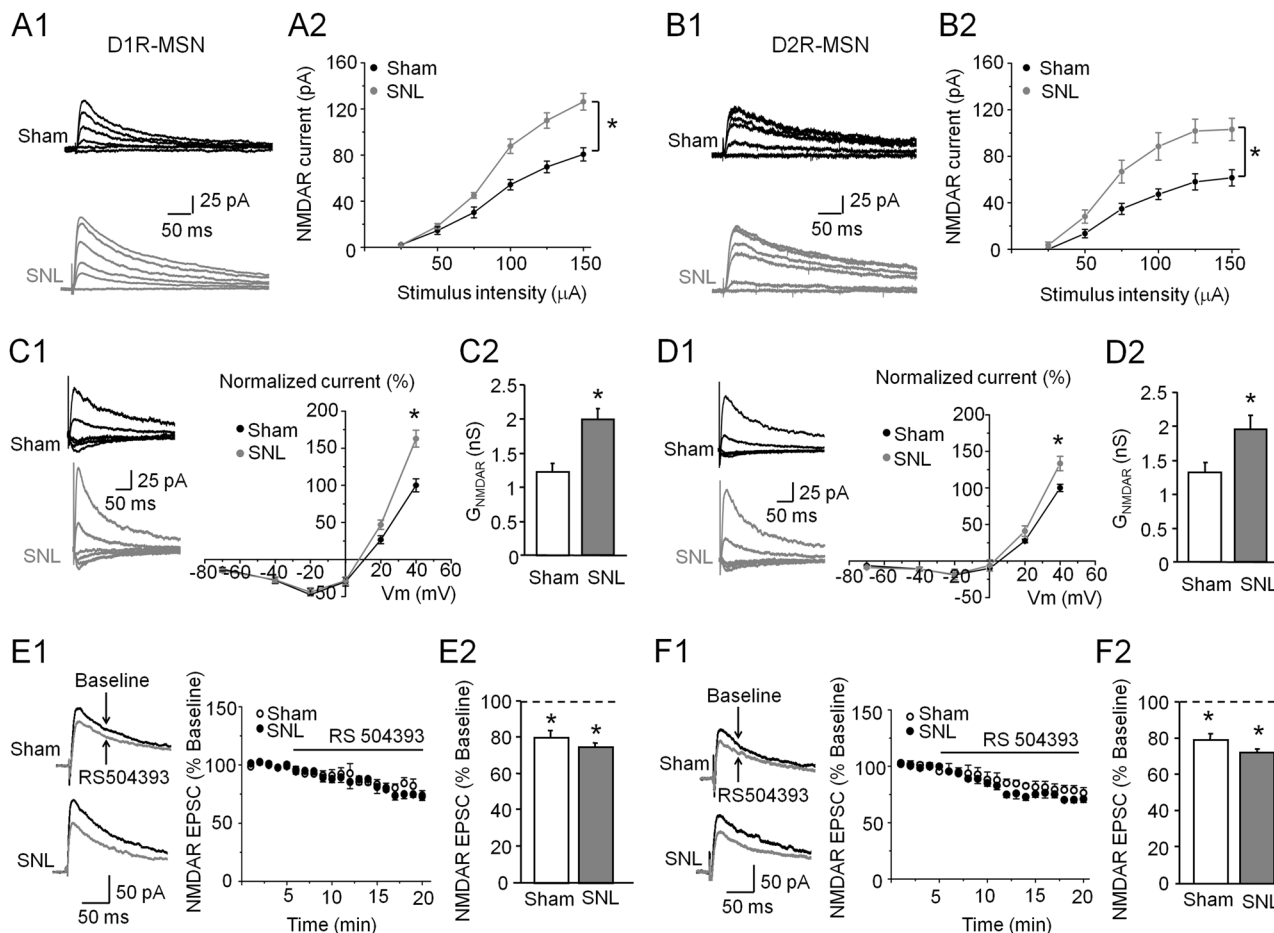 A1
D1R-MSN
Sham
25 pA
50 ms
SNL
A2
NMDAR current (pA)
160
120
80
40
0
Sham
SNL
*
50
100
150
Stimulus intensity (μA)
B1
D2R-MSN
Sham
25 pA
50 ms
SNL
B2
NMDAR current (pA)
160
120
80
40
0
Sham
SNL
*
50
100
150
Stimulus intensity (μA)
C1
Sham
25 pA
50 ms
SNL
Normalized current (%)
200
150
100
50
-50
Sham
SNL
*
-80 -60 -40 -20 0 20 40 60
Vm (mV)
C2
G_NMDAR (nS)
2.5
2
1.5
1
0.5
0
*
Sham SNL
D1
Sham
25 pA
50 ms
SNL
Normalized current (%)
200
150
100
50
-50
Sham
SNL
*
-80 -60 -40 -20 0 20 40 60
Vm (mV)
D2
G_NMDAR (nS)
2.5
2
1.5
1
0.5
0
*
Sham SNL
E1
Baseline
Sham
RS504393
SNL
50 pA
50 ms
NMDAR EPSC (% Baseline)
150
100
50
Sham
SNL
RS 504393
0 5 10 15 20
Time (min)
E2
NMDAR EPSC (% Baseline)
100
80
60
40
20
0
* *
Sham SNL
F1
Baseline
Sham
RS504393
SNL
50 pA
50 ms
NMDAR EPSC (% Baseline)
150
100
50
Sham
SNL
RS 504393
0 5 10 15 20
Time (min)
F2
NMDAR EPSC (% Baseline)
100
80
60
40
20
0
* *
Sham SNL